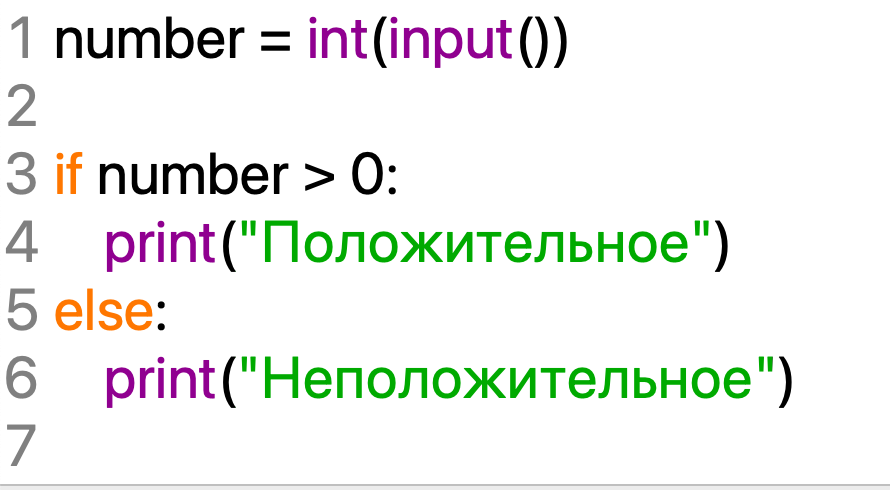 1 number = int(input())
2
3 if number > 0:
4     print("Положительное")
5 else:
6     print("Неположительное")
7